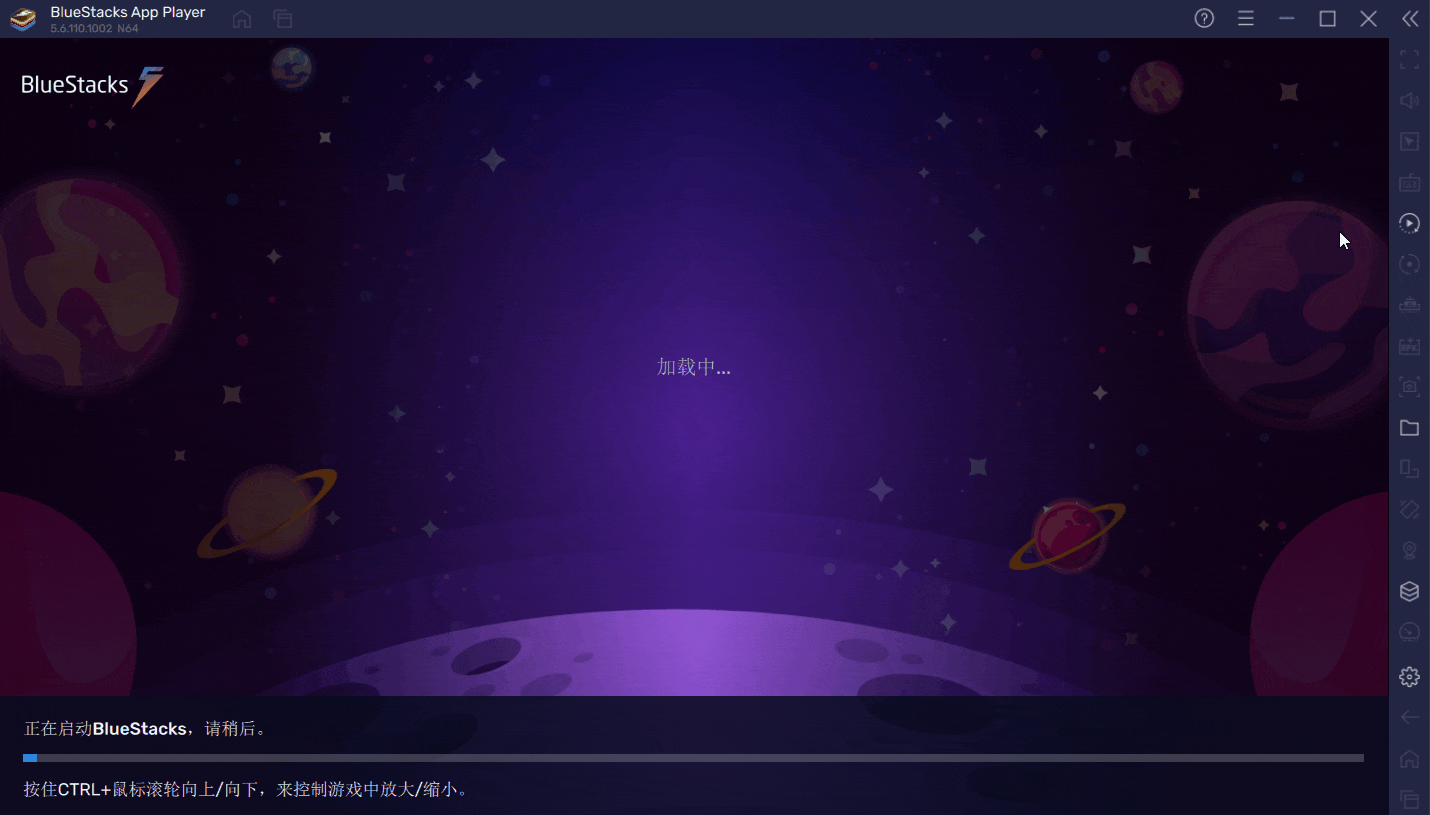 BlueStacks App Player
5.6.110.1002 N64
BlueStacks 5
加载中...
正在启动BlueStacks，请稍后。
按住CTRL+鼠标滚轮向上/向下，来控制游戏中放大/缩小。